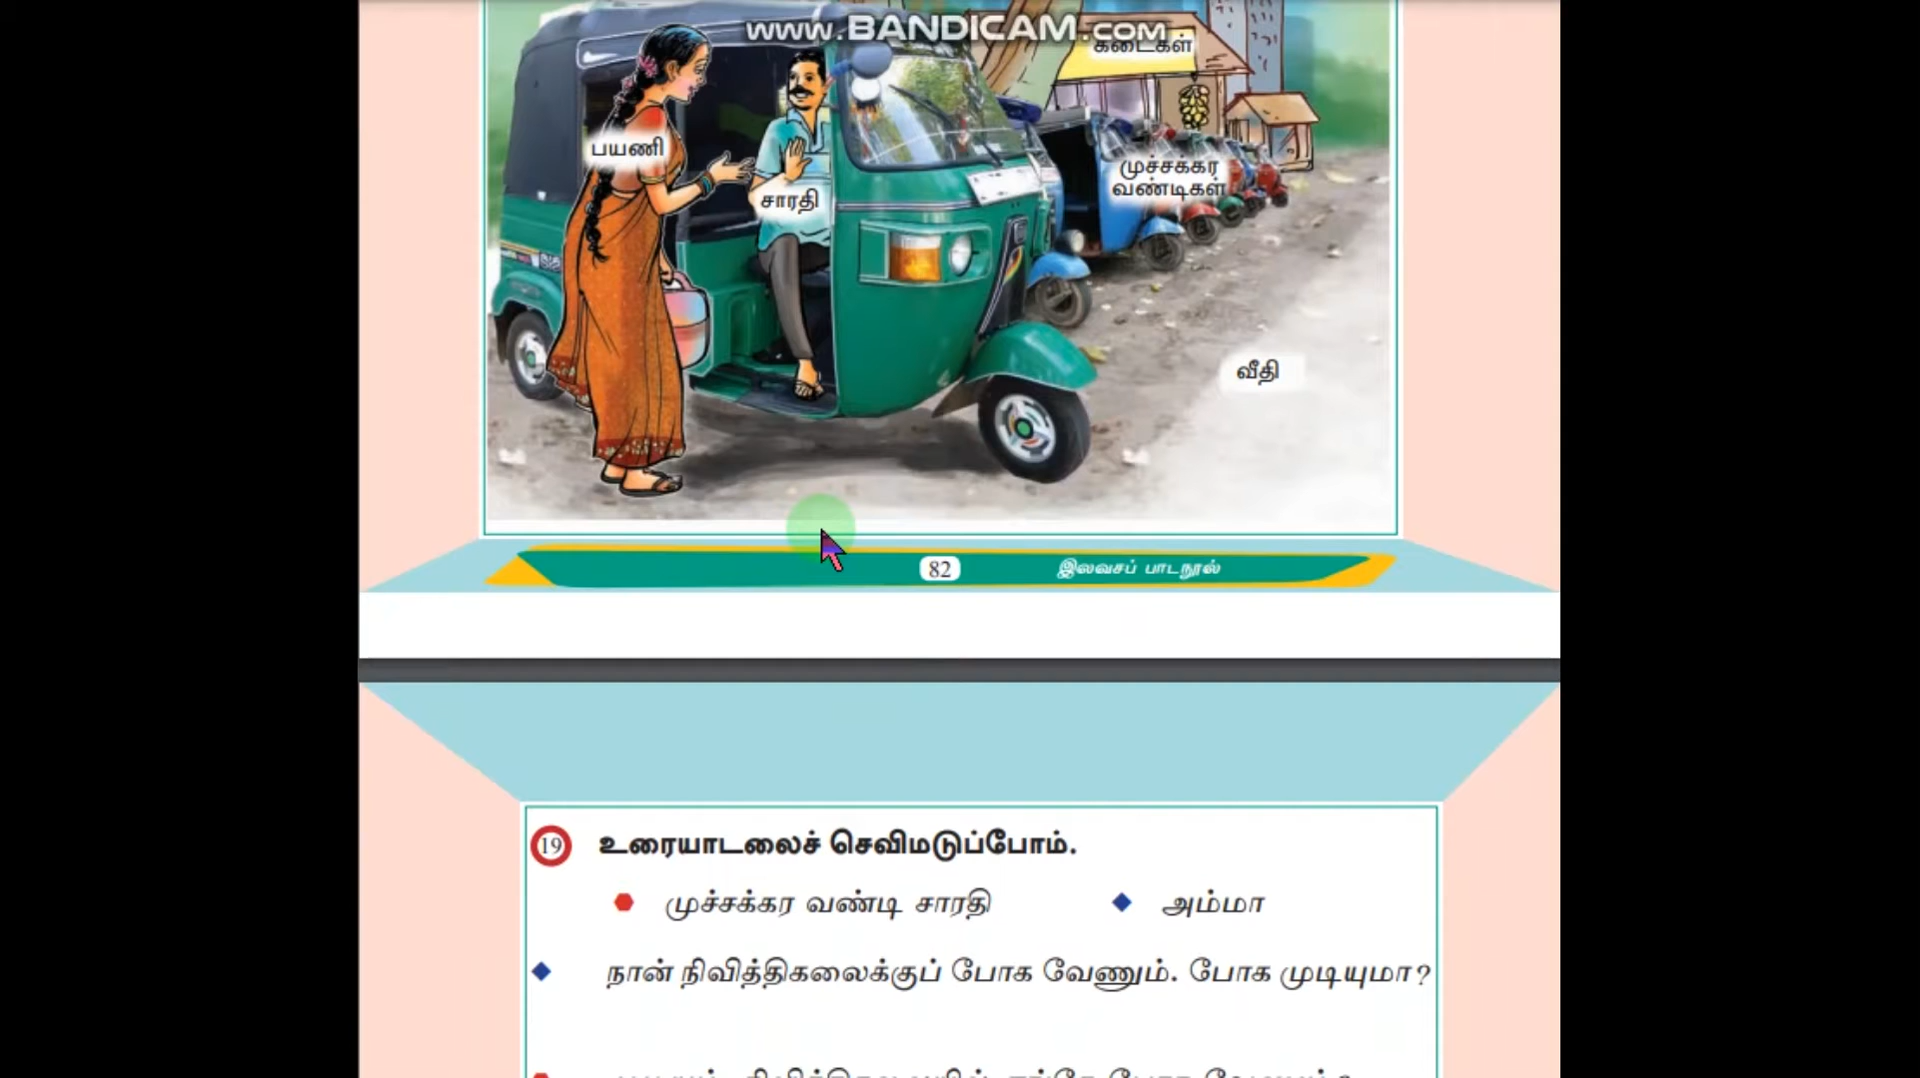 www.BANDICAM.com
கடைகள்
பயணி
முச்சக்கர
வண்டிகள்
சாரதி
வீதி
82
இலவசப் பாடநூல்
19 உரையாடலைச் செவிமடுப்போம்.
முச்சக்கர வண்டி சாரதி
அம்மா
நான் நிவித்திகலைக்குப் போக வேணும். போக முடியுமா?